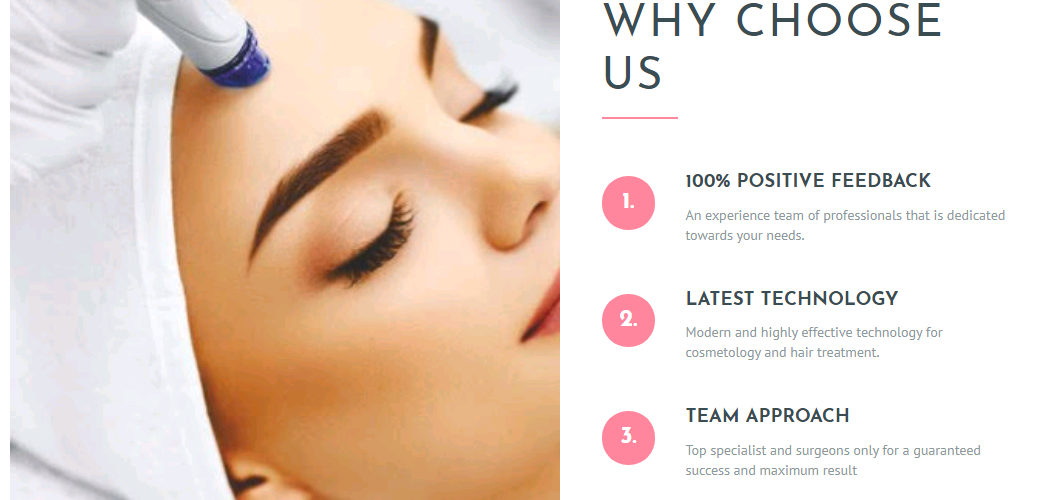 WHY CHOOSE
US
1.
100% POSITIVE FEEDBACK
An experience team of professionals that is dedicated
towards your needs.
2.
LATEST TECHNOLOGY
Modern and highly effective technology for
cosmetology and hair treatment.
3.
TEAM APPROACH
Top specialist and surgeons only for a guaranteed
success and maximum result